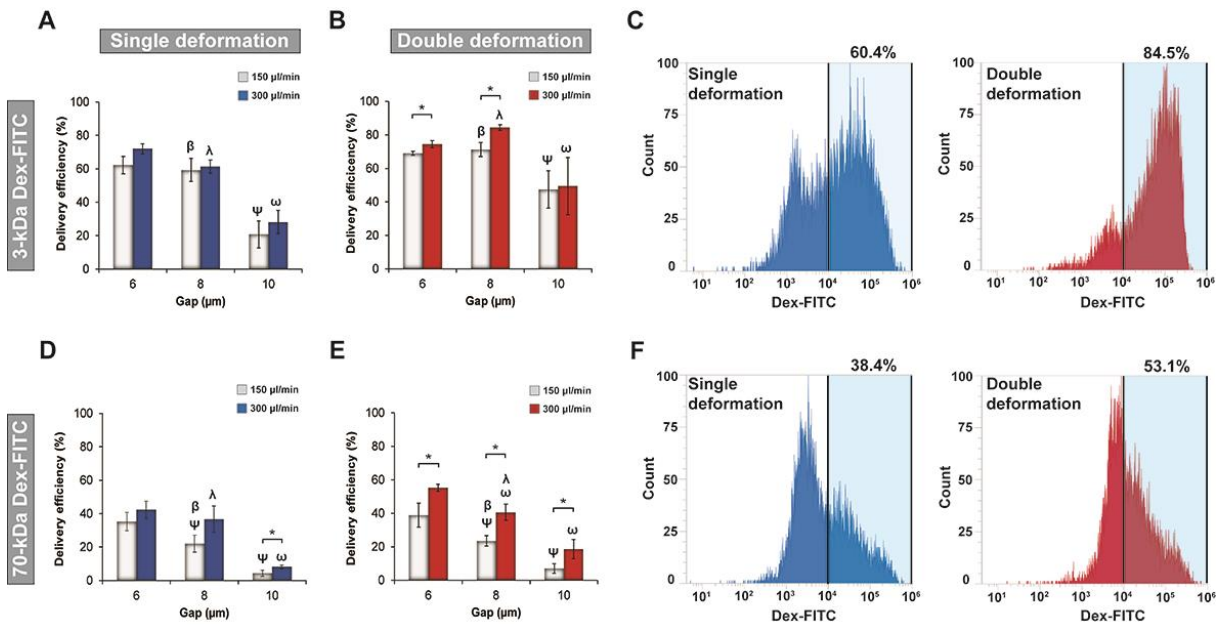 A
Single deformation
150 µl/min
300 µl/min
3-kDa Dex-FITC
Delivery efficiency (%)
100
80
60
40
20
0
β
λ
Ψ
ω
6
8
10
Gap (µm)
B
Double deformation
150 µl/min
300 µl/min
Delivery efficiency (%)
100
80
60
40
20
0
*
*
β
λ
Ψ
ω
6
8
10
Gap (µm)
C
60.4%
Single
deformation
Count
100
75
50
25
0
10¹
10²
10³
10⁴
10⁵
10⁶
Dex-FITC
84.5%
Double
deformation
Count
100
75
50
25
0
10¹
10²
10³
10⁴
10⁵
10⁶
Dex-FITC
D
150 µl/min
300 µl/min
70-kDa Dex-FITC
Delivery efficiency (%)
100
80
60
40
20
0
β
Ψ
λ
*
Ψ
ω
6
8
10
Gap (µm)
E
150 µl/min
300 µl/min
Delivery efficiency (%)
100
80
60
40
20
0
*
*
β
Ψ
λ
ω
*
Ψ
ω
6
8
10
Gap (µm)
F
38.4%
Single
deformation
Count
100
75
50
25
0
10¹
10²
10³
10⁴
10⁵
10⁶
Dex-FITC
53.1%
Double
deformation
Count
100
75
50
25
0
10¹
10²
10³
10⁴
10⁵
10⁶
Dex-FITC